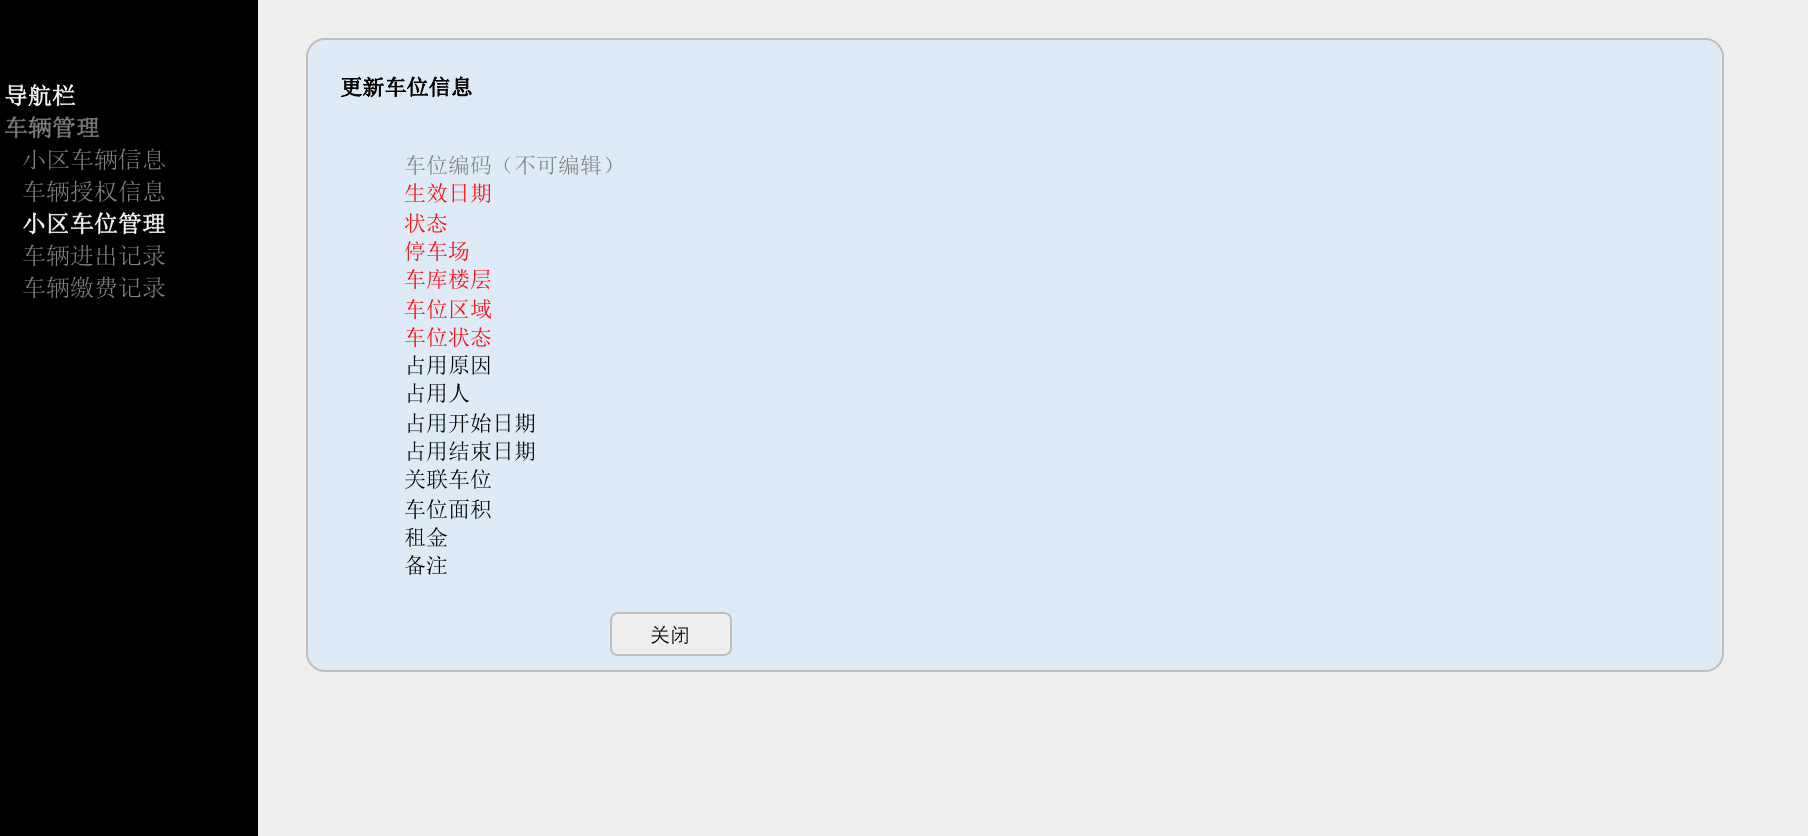 导航栏
车辆管理
小区车辆信息
车辆授权信息
小区车位管理
车辆进出记录
车辆缴费记录
更新车位信息
车位编码（不可编辑）
生效日期
状态
停车场
车库楼层
车位区域
车位状态
占用原因
占用人
占用开始日期
占用结束日期
关联车位
车位面积
租金
备注
关闭